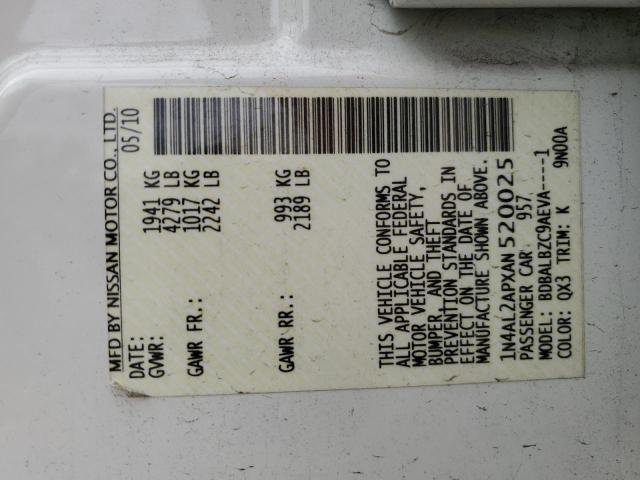 MFD BY NISSAN MOTOR CO., LTD.
DATE: 05/10
GVWR: 1941 KG
4279 LB
GAWR FR.: 1017 KG
2242 LB
GAWR RR.: 993 KG
2189 LB
THIS VEHICLE CONFORMS TO
ALL APPLICABLE FEDERAL
MOTOR VEHICLE SAFETY,
BUMPER, AND THEFT
PREVENTION STANDARDS IN
EFFECT ON THE DATE OF
MANUFACTURE SHOWN ABOVE.
1N4AL2APXAN520025
PASSENGER CAR 957
MODEL: BDBALBZC9AEVA----1
COLOR: QX3 TRIM: K 9N00A